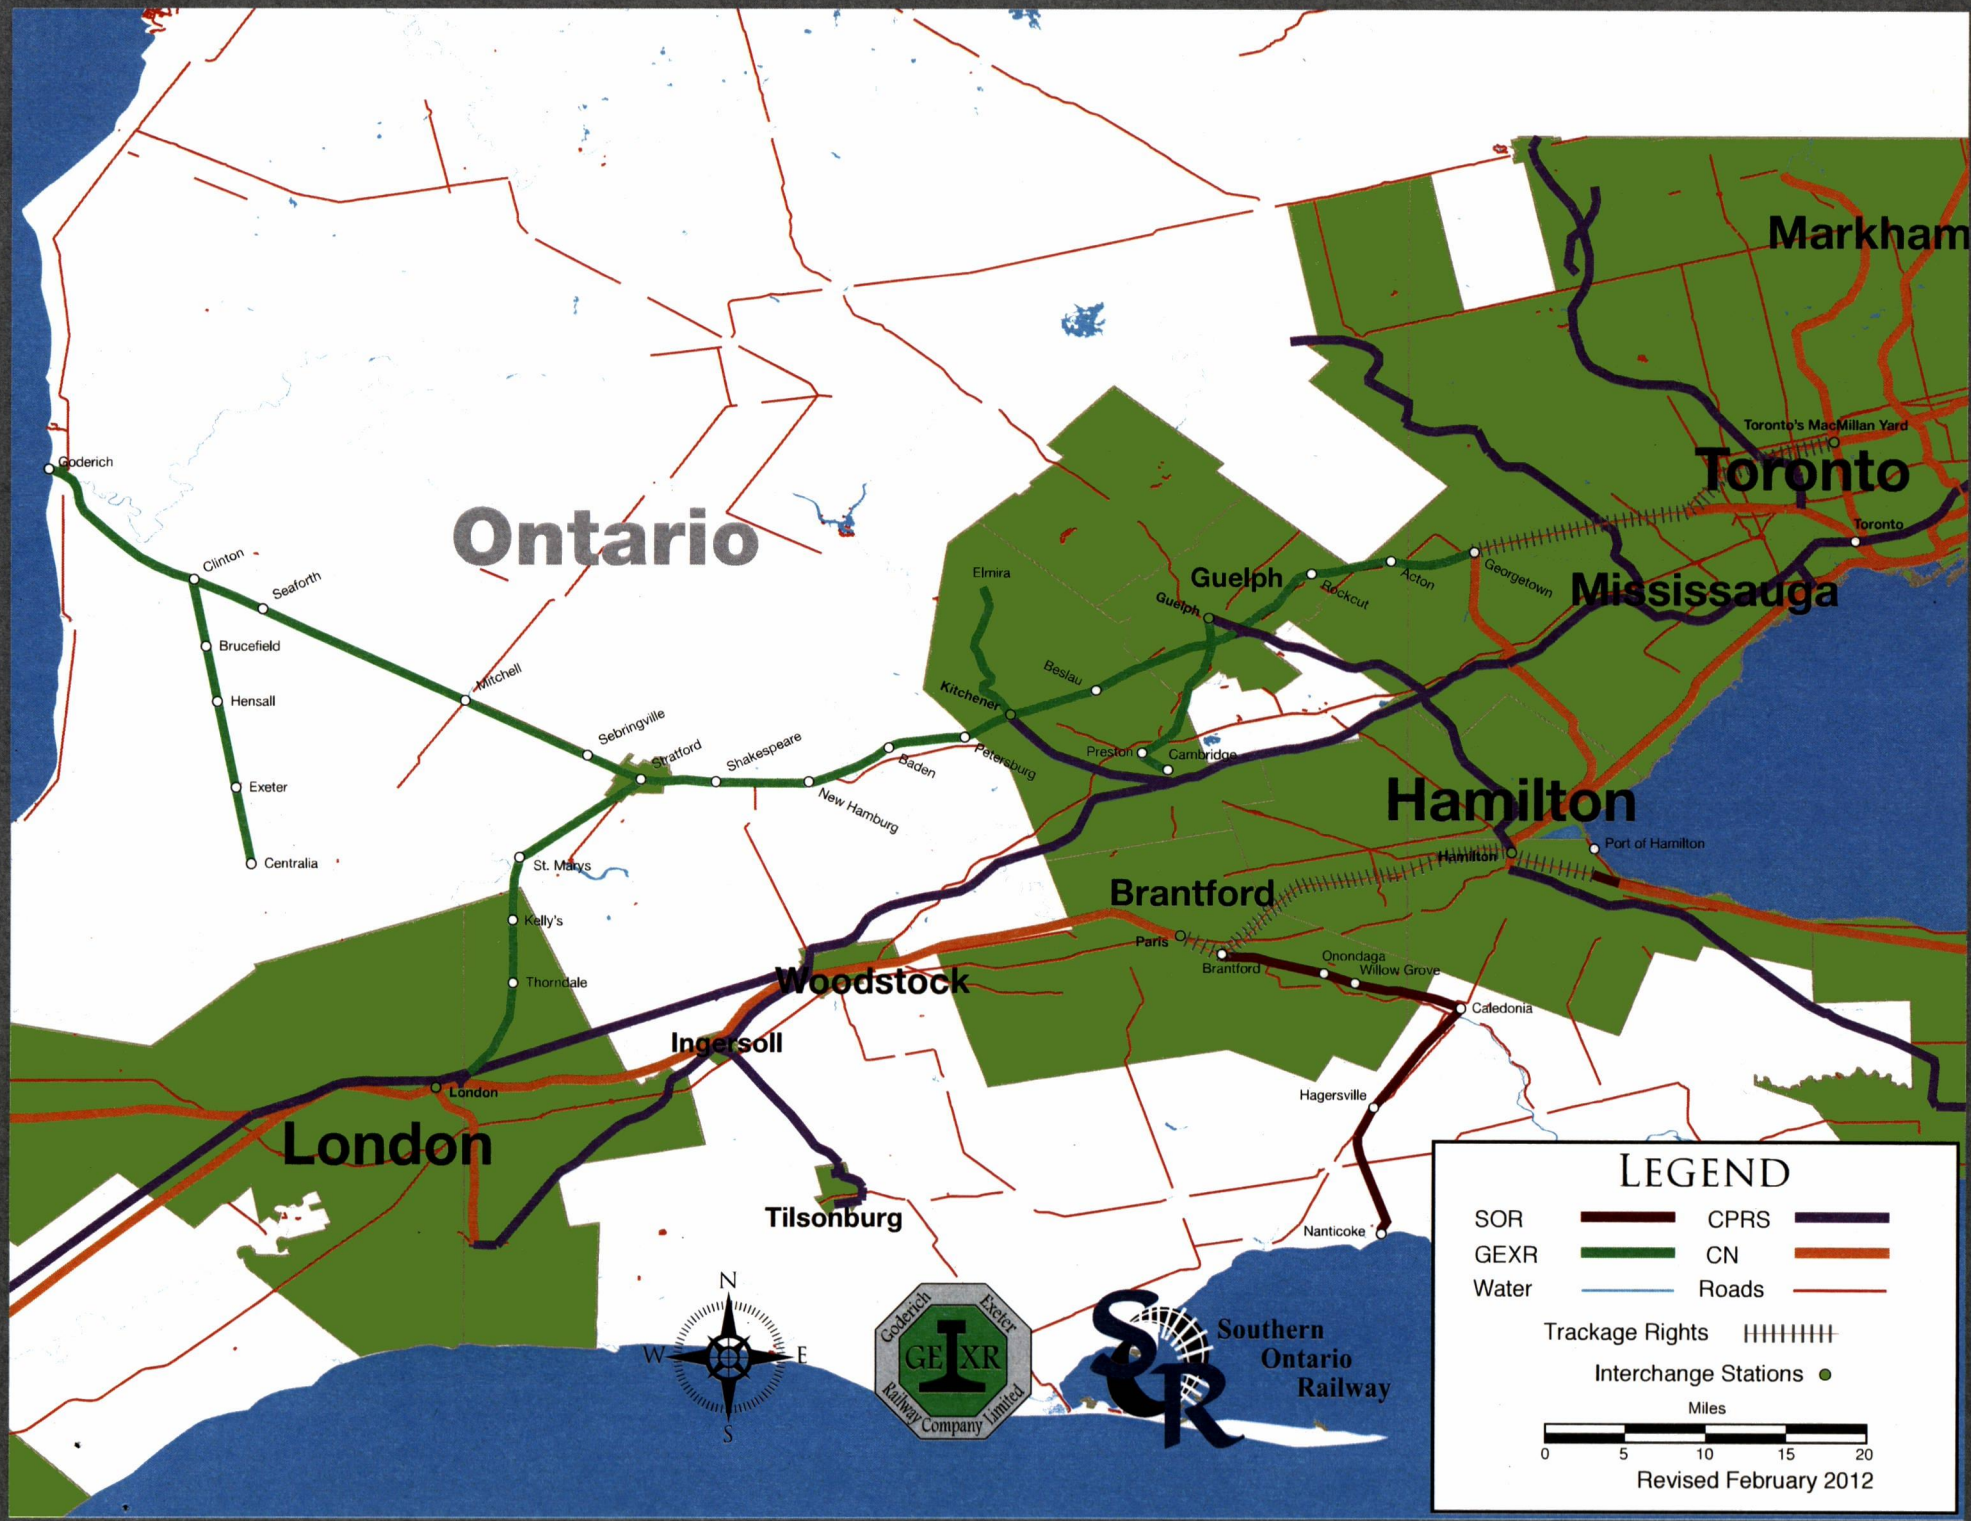 Markham
Toronto's MacMillan Yard
Toronto
Toronto
Goderich
Ontario
Clinton
Seaforth
Elmira
Guelph
Guelph
Rockcut
Acton
Georgetown
Mississauga
Brucefield
Hensall
Mitchell
Beslau
Kitchener
Sebringville
Stratford
Shakespeare
Baden
Petersburg
Preston
Cambridge
Exeter
New Hamburg
Hamilton
Centralia
St. Marys
Hamilton
Port of Hamilton
Brantford
Kelly's
Paris
Brantford
Onondaga
Willow Grove
Thorndale
Woodstock
Caledonia
Ingersoll
London
Hagersville
London
Tilsonburg
Nanticoke
LEGEND
SOR
CPRS
GEXR
CN
Water
Roads
Trackage Rights
Interchange Stations
Miles
0 5 10 15 20
Revised February 2012
N
W E
S
Goderich
Exeter
GEXR
Railway
Company
Limited
SOR
Southern
Ontario
Railway